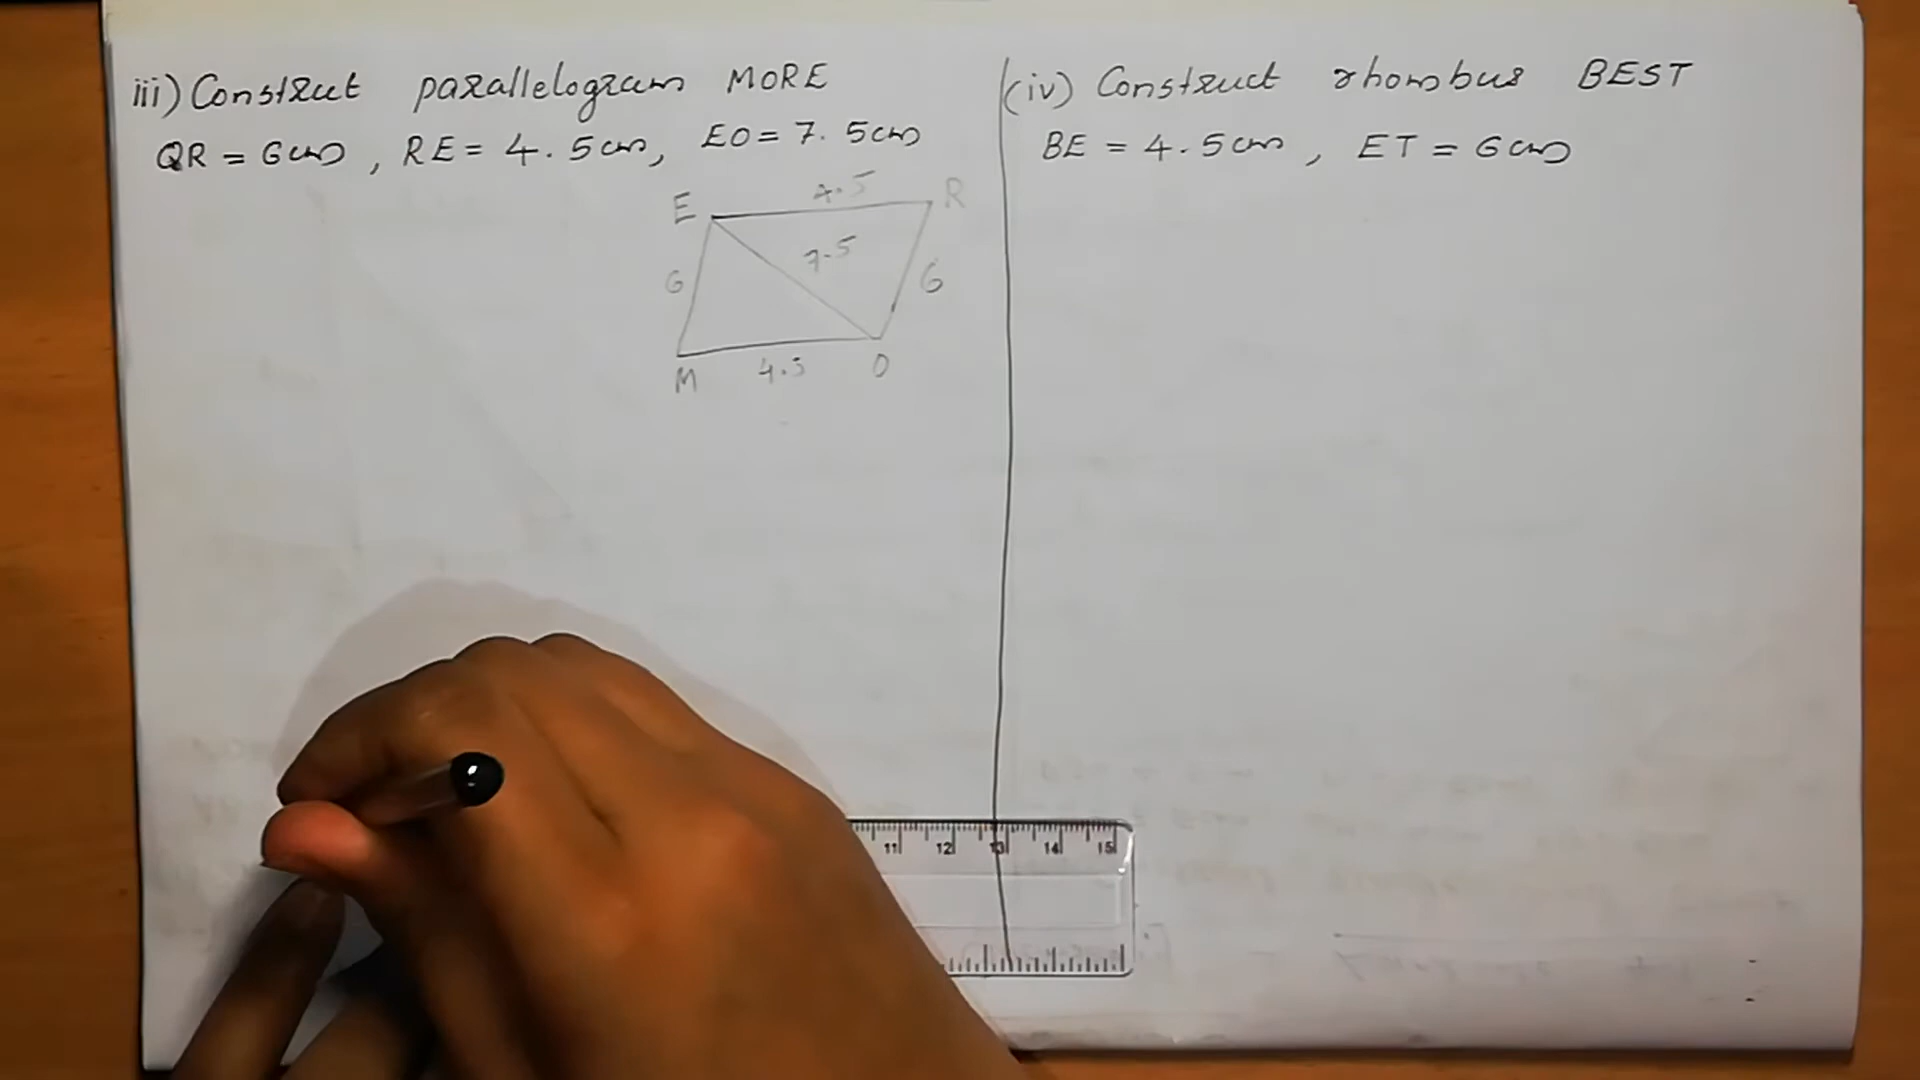 iii) Construct parallelogram MORE
QR = 6cm, RE = 4.5cm, EO = 7.5cm
E 4.5 R
7.5
6 6
M 4.5 O
(iv) Construct rhombus BEST
BE = 4.5cm, ET = 6cm
11 12 13 14 15